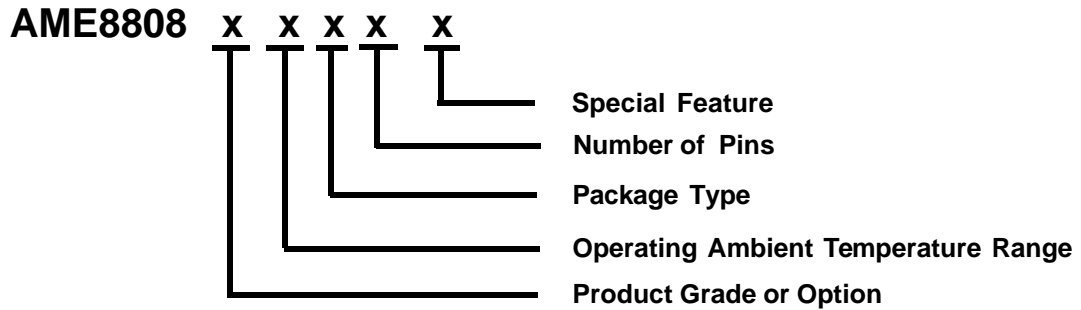 AME8808 x x x x x
Special Feature
Number of Pins
Package Type
Operating Ambient Temperature Range
Product Grade or Option